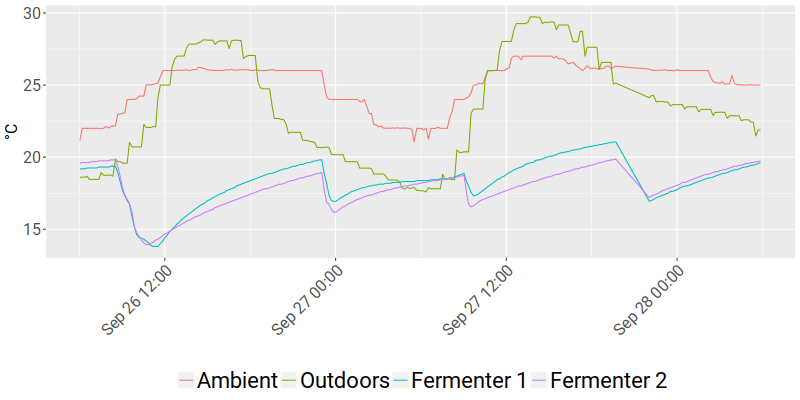 30
25
20
15
°C
Sep 26 12:00
Sep 27 00:00
Sep 27 12:00
Sep 28 00:00
Ambient Outdoors Fermenter 1 Fermenter 2